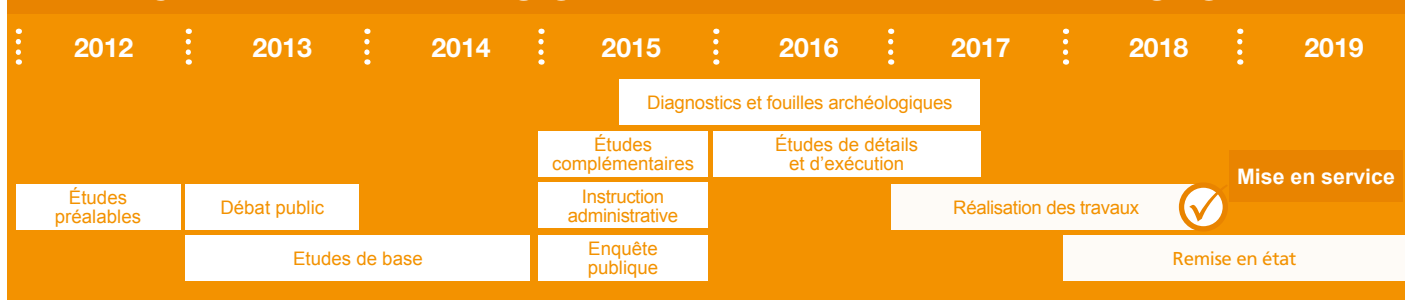 2012 2013 2014 2015 2016 2017 2018 2019
Diagnostics et fouilles archéologiques
Études
complémentaires
Études de détails
et d'exécution
Mise en service
Études
préalables
Débat public
Instruction
administrative
Réalisation des travaux
Etudes de base
Enquête
publique
Remise en état